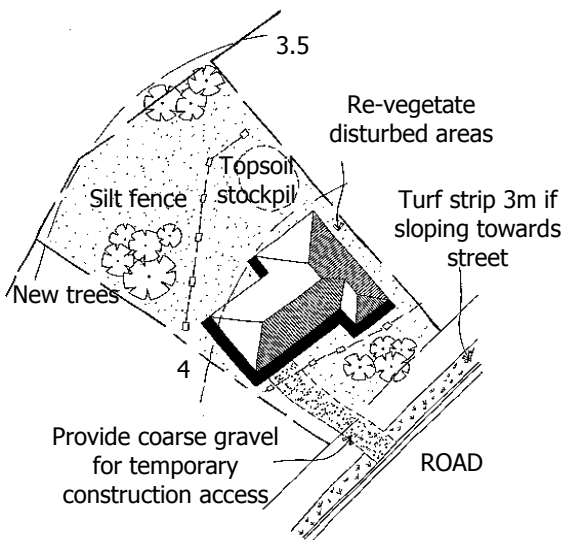 3.5
Re-vegetate
disturbed areas
Topsoil
stockpil
Silt fence
Turf strip 3m if
sloping towards
street
New trees
4
Provide coarse gravel
for temporary
construction access
ROAD